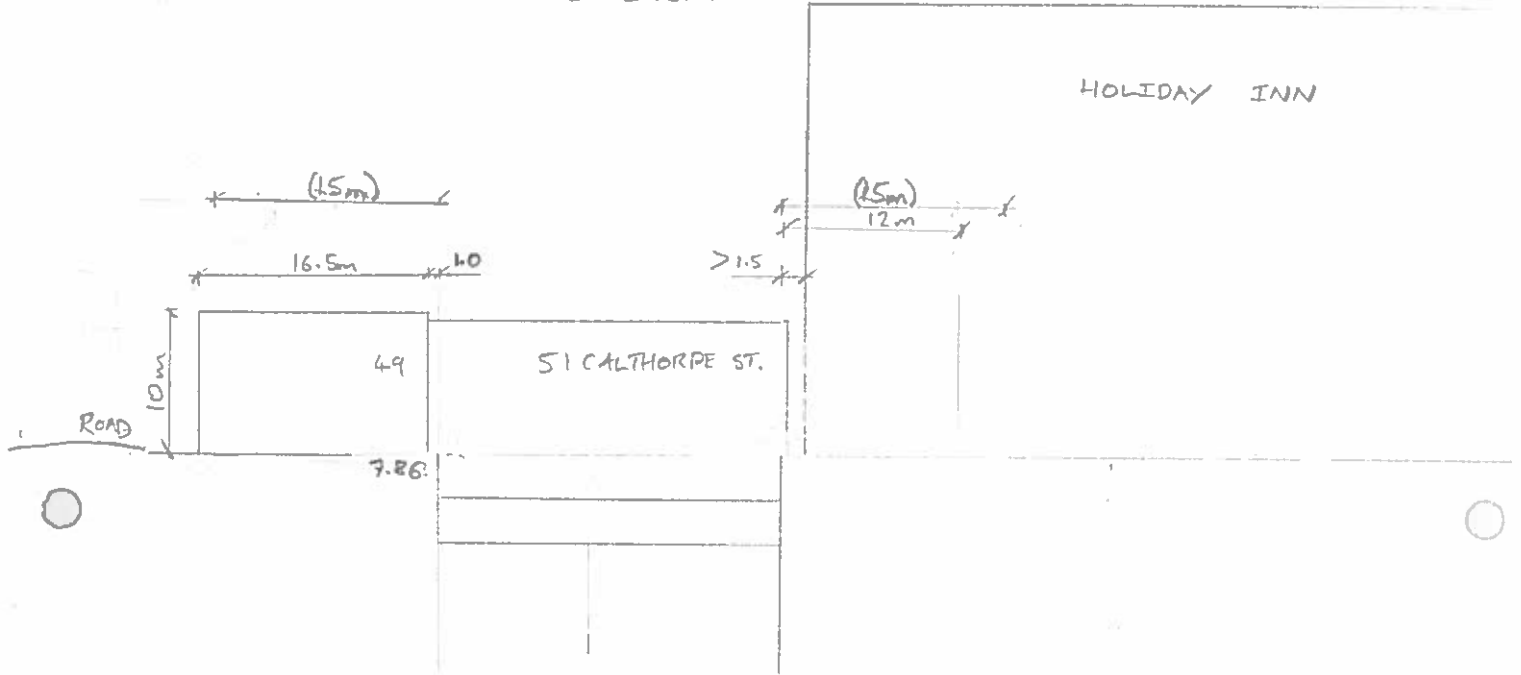 HOLIDAY INN
(15m)
(15m)
12m
16.5m
1.0
>1.5
10m
49
51 CALTHORPE ST.
ROAD
7.86